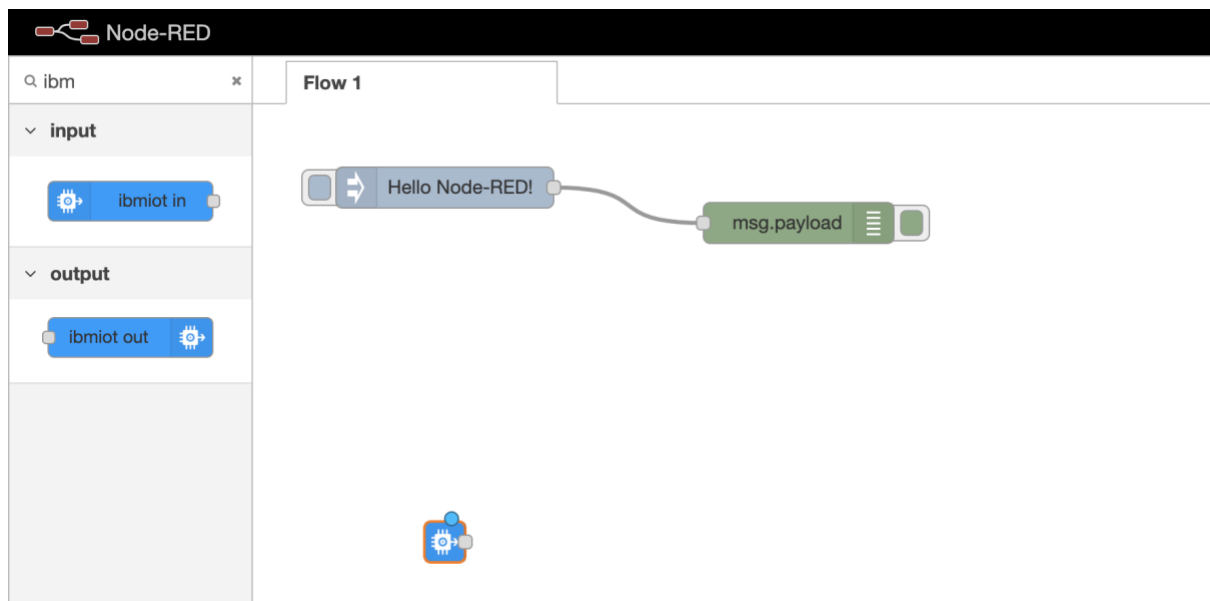 Node-RED
ibm
Flow 1
input
ibmiot in
output
ibmiot out
Hello Node-RED!
msg.payload